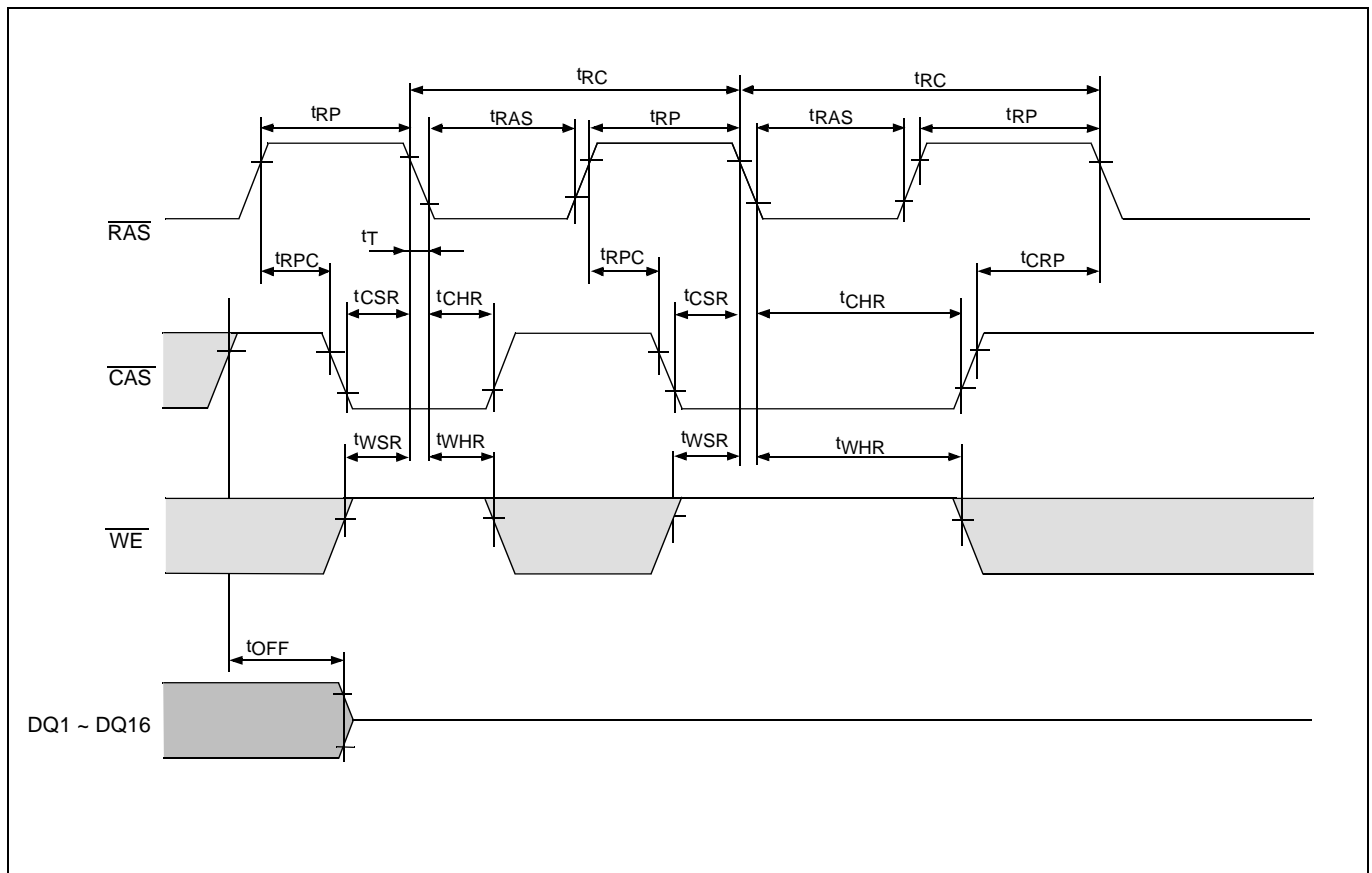 tRC tRC
tRP tRAS tRP tRAS tRP
RAS
tT
tRPC tRPC tCRP
tCSR tCHR tCSR tCHR
CAS
tWSR tWHR tWSR tWHR
WE
tOFF
DQ1 ~ DQ16